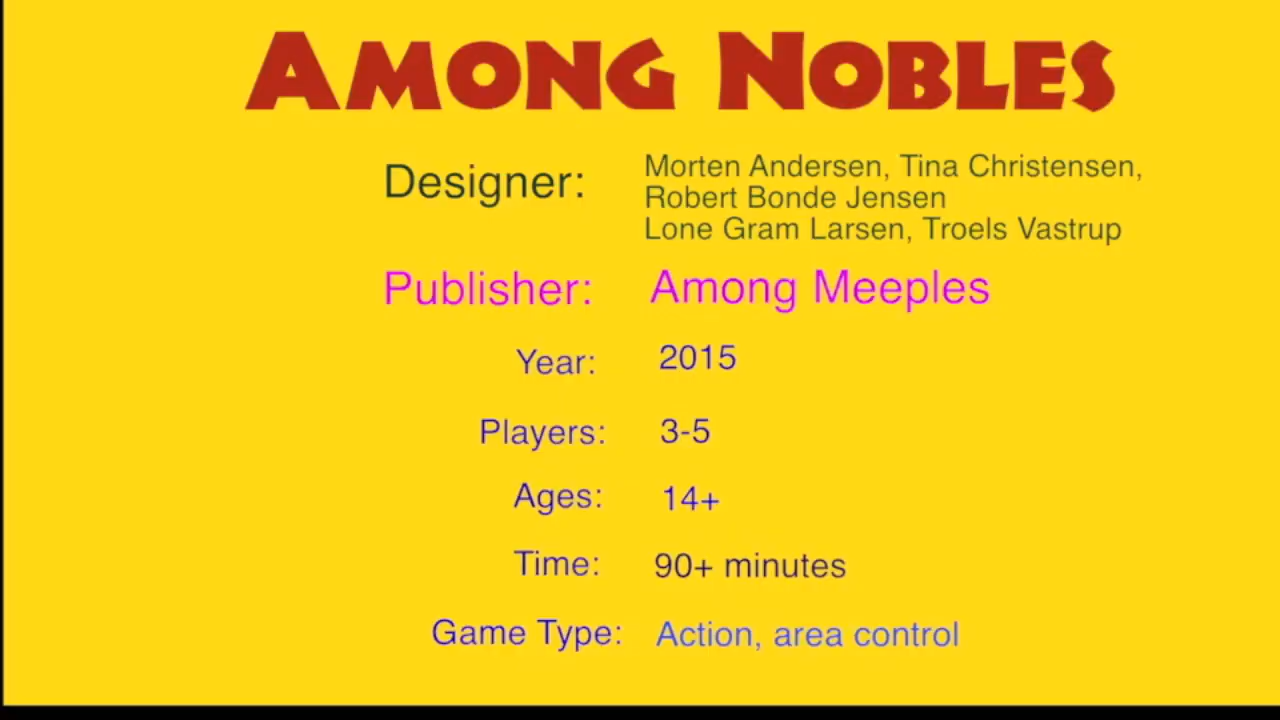 AMONG NOBLES
Designer: Morten Andersen, Tina Christensen,
Robert Bonde Jensen
Lone Gram Larsen, Troels Vastrup
Publisher: Among Meeples
Year: 2015
Players: 3-5
Ages: 14+
Time: 90+ minutes
Game Type: Action, area control